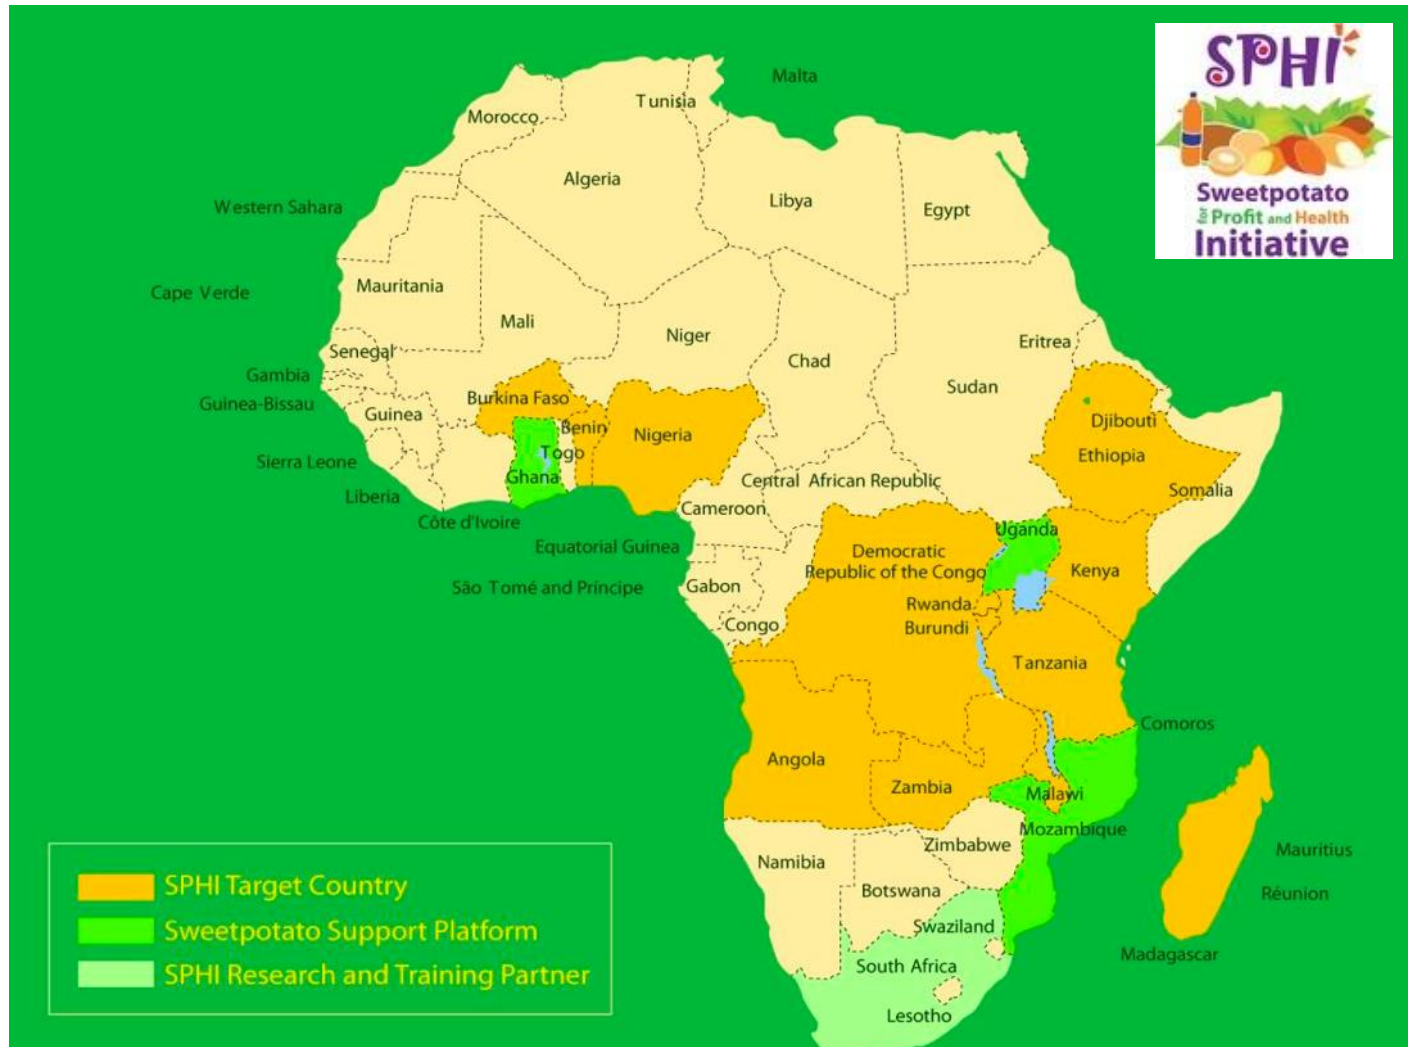 SPHI
Sweetpotato
for Profit and Health
Initiative
Malta
Tunisia
Morocco
Algeria
Libya
Egypt
Western Sahara
Cape Verde
Mauritania
Mali
Niger
Chad
Sudan
Eritrea
Senegal
Gambia
Guinea-Bissau
Guinea
Burkina Faso
Benin
Nigeria
Togo
Ghana
Djibouti
Ethiopia
Somalia
Sierra Leone
Liberia
Côte d'Ivoire
Central African Republic
Cameroon
Equatorial Guinea
São Tomé and Príncipe
Gabon
Congo
Democratic
Republic of the Congo
Uganda
Kenya
Rwanda
Burundi
Tanzania
Comoros
Angola
Zambia
Malawi
Mozambique
Zimbabwe
Namibia
Botswana
Swaziland
South Africa
Lesotho
Mauritius
Réunion
Madagascar
SPHI Target Country
Sweetpotato Support Platform
SPHI Research and Training Partner